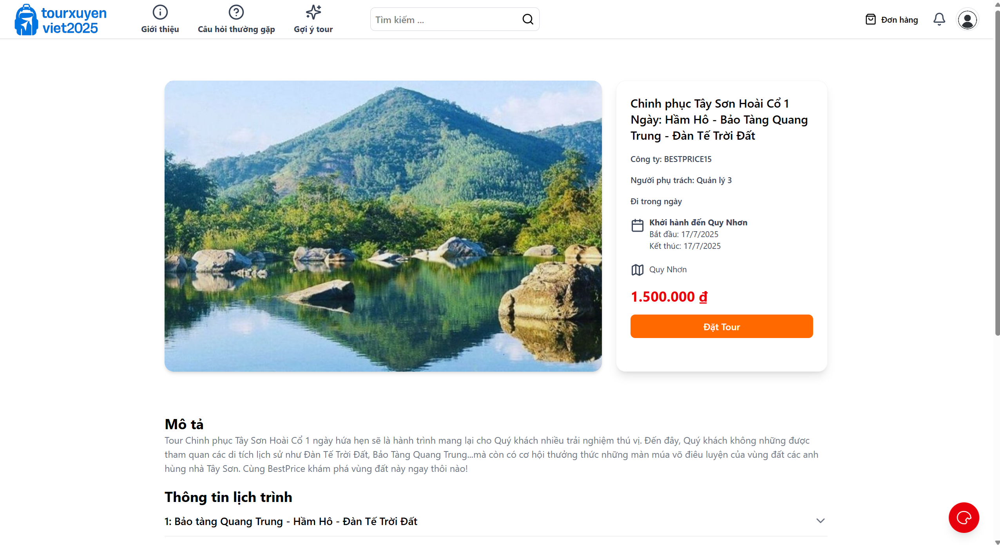 tourxuyen
viet2025
Giới thiệu
Câu hỏi thường gặp
Gợi ý tour
Tìm kiếm ...
Đơn hàng
Chinh phục Tây Sơn Hoài Cổ 1
Ngày: Hầm Hô - Bảo Tàng Quang
Trung - Đàn Tế Trời Đất
Công ty: BESTPRICE15
Người phụ trách: Quản lý 3
Đi trong ngày
Khởi hành đến Quy Nhơn
Bắt đầu: 17/7/2025
Kết thúc: 17/7/2025
Quy Nhơn
1.500.000 ₫
Đặt Tour
Mô tả
Tour Chinh phục Tây Sơn Hoài Cổ 1 ngày hứa hẹn sẽ là hành trình mang lại cho Quý khách nhiều trải nghiệm thú vị. Đến đây, Quý khách không những được
tham quan các di tích lịch sử như Đàn Tế Trời Đất, Bảo Tàng Quang Trung...mà còn có cơ hội thưởng thức những màn múa võ điêu luyện của vùng đất các anh
hùng nhà Tây Sơn. Cùng BestPrice khám phá vùng đất này ngay thôi nào!
Thông tin lịch trình
1: Bảo tàng Quang Trung - Hầm Hô - Đàn Tế Trời Đất